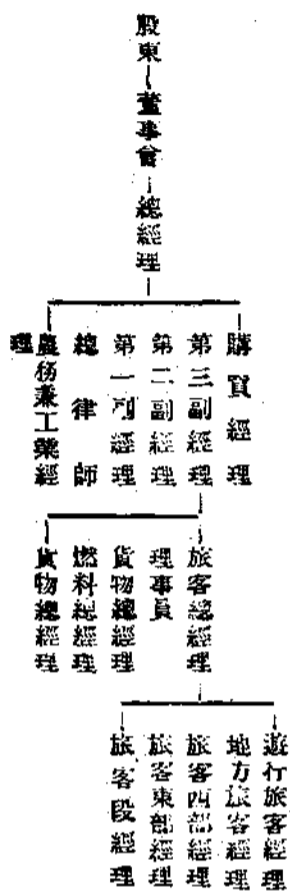 股東—董事會—總經理
購買經理
第三副經理
第二副經理
第一副經理
總律師
農務兼工業經理
旅客總經理
理事員
貨物總經理
燃料總經理
貨物總經理
遊行旅客經理
地方旅客經理
旅客西部經理
旅客東部經理
旅客段經理